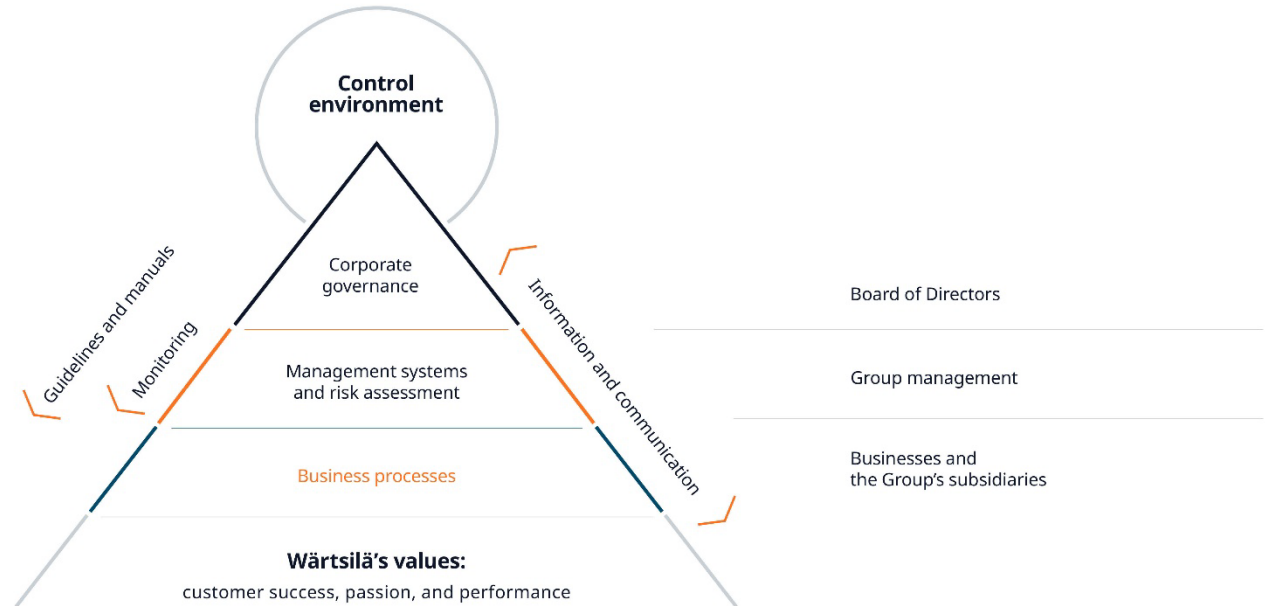 Control
environment
Corporate
governance
Guidelines and manuals
Monitoring
Information and communication
Board of Directors
Management systems
and risk assessment
Group management
Business processes
Businesses and
the Group’s subsidiaries
Wärtsilä’s values:
customer success, passion, and performance